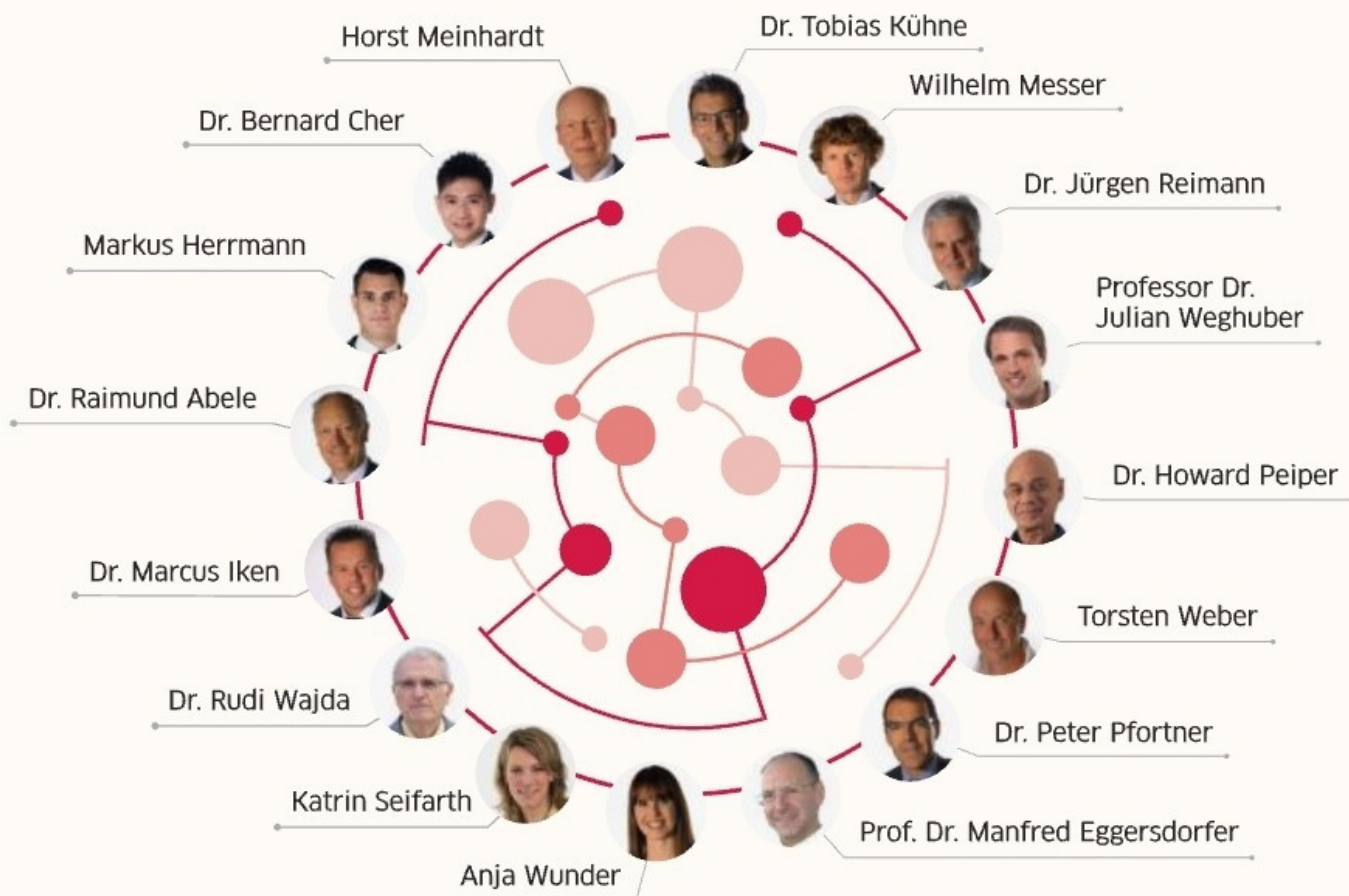 Dr. Tobias Kühne
Horst Meinhardt
Wilhelm Messer
Dr. Bernard Cher
Dr. Jürgen Reimann
Markus Herrmann
Professor Dr.
Julian Weghuber
Dr. Raimund Abele
Dr. Howard Peiper
Dr. Marcus Iken
Torsten Weber
Dr. Rudi Wajda
Dr. Peter Pfortner
Katrin Seifarth
Prof. Dr. Manfred Eggersdorfer
Anja Wunder